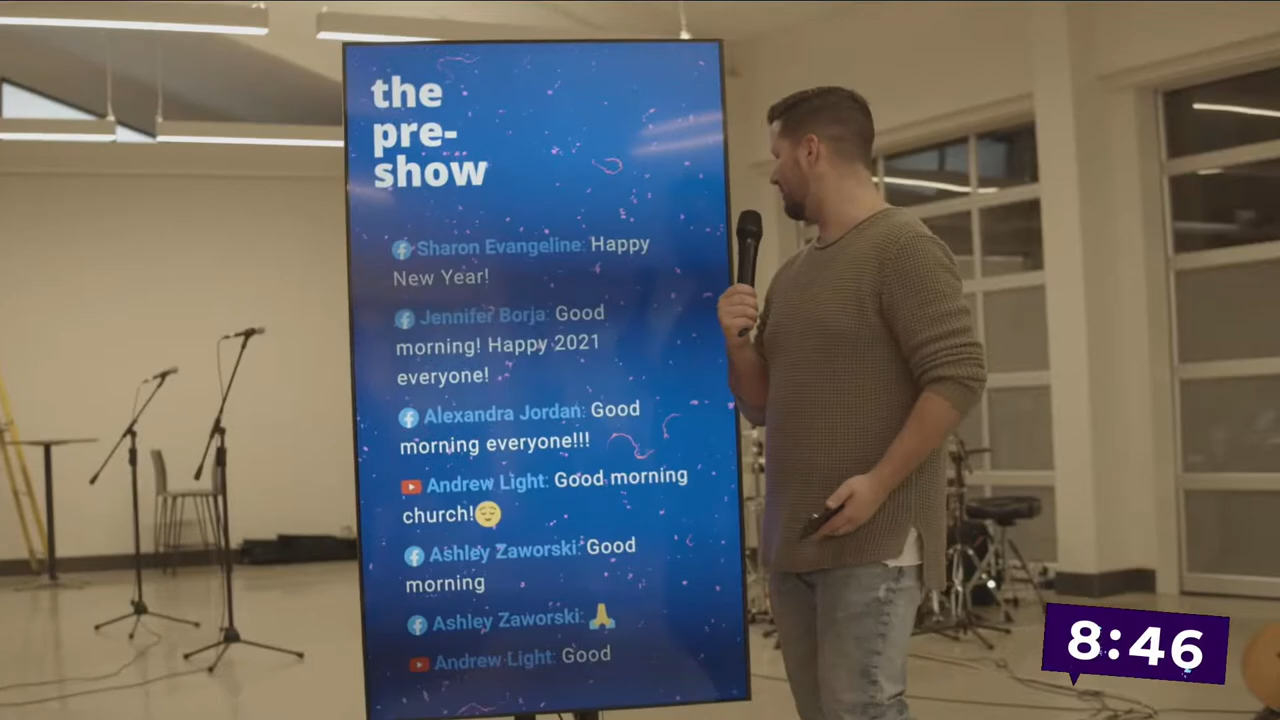 the
pre-
show
Sharon Evangeline: Happy
New Year!
Jennifer Borja: Good
morning! Happy 2021
everyone!
Alexandra Jordan: Good
morning everyone!!!
Andrew Light: Good morning
church!😌
Ashley Zaworski: Good
morning
Ashley Zaworski: 🙏
Andrew Light: Good
8:46